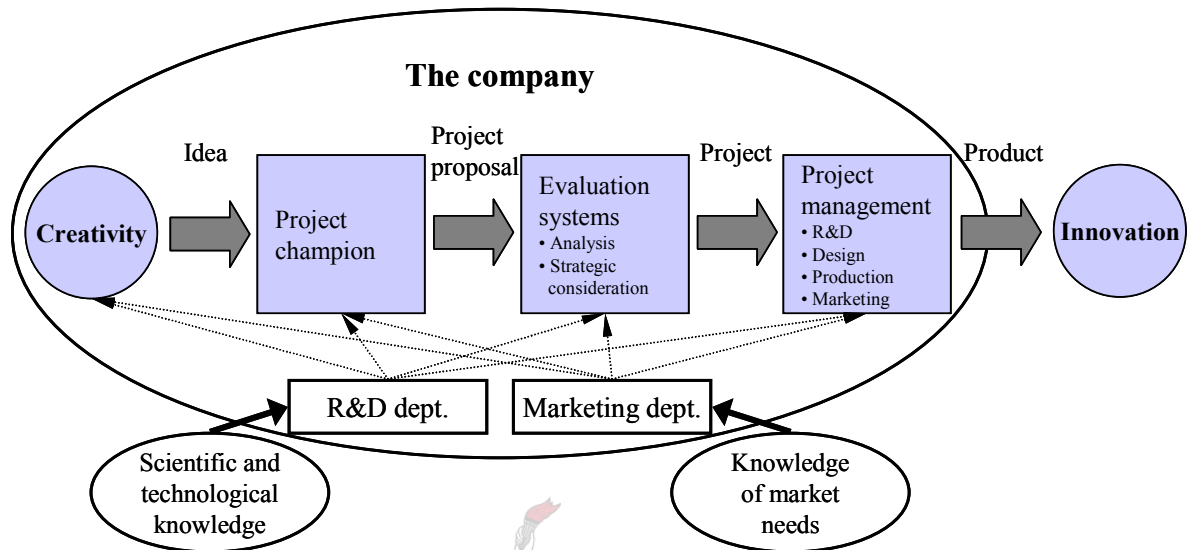 The company
Idea
Project
proposal
Project
Product
Creativity
Project
champion
Evaluation
systems
• Analysis
• Strategic
consideration
Project
management
• R&D
• Design
• Production
• Marketing
Innovation
R&D dept.
Marketing dept.
Scientific and
technological
knowledge
Knowledge
of market
needs